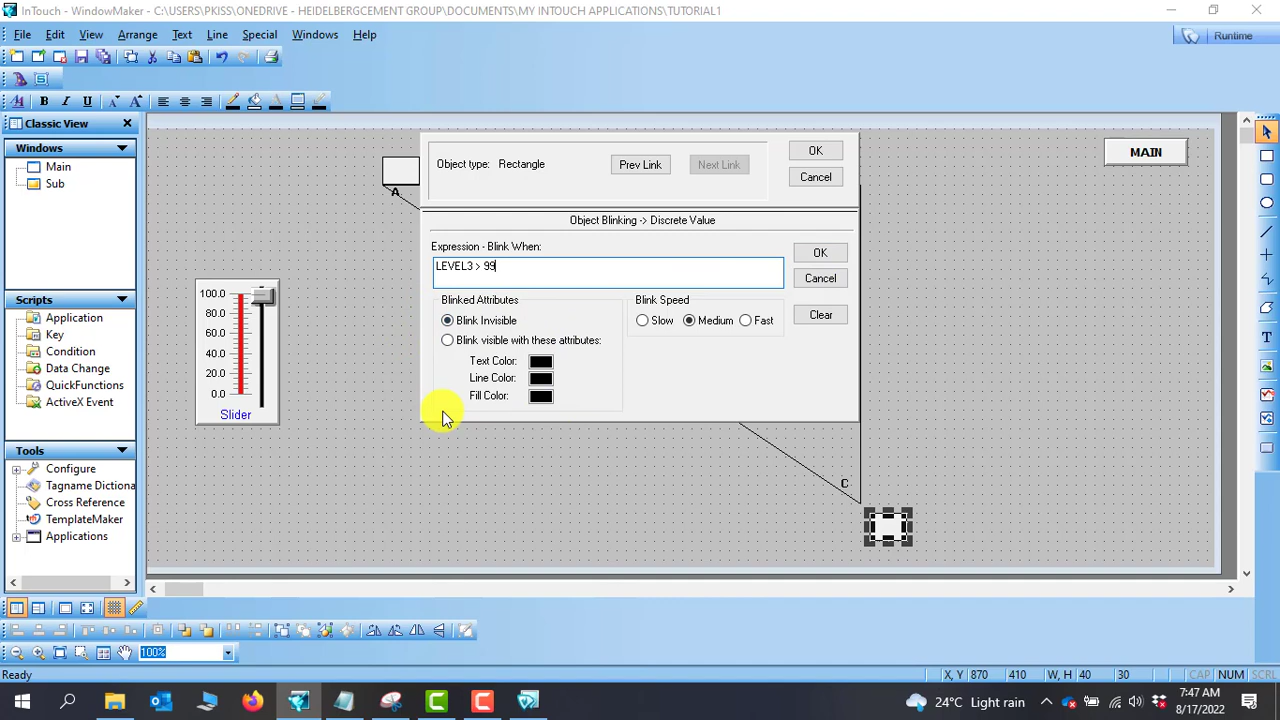 InTouch - WindowMaker - C:\USERS\PKISS\ONEDRIVE - HEIDELBERGCEMENT GROUP\DOCUMENTS\MY INTOUCH APPLICATIONS\TUTORIAL1
File Edit View Arrange Text Line Special Windows Help
Runtime
Classic View
Windows
Main
Sub
Scripts
Application
Key
Condition
Data Change
QuickFunctions
ActiveX Event
Tools
Configure
Tagname Dictiona
Cross Reference
TemplateMaker
Applications
100.0
80.0
60.0
40.0
20.0
0.0
Slider
A
MAIN
C
Object type: Rectangle
Prev Link
Next Link
OK
Cancel
Object Blinking -> Discrete Value
Expression - Blink When:
LEVEL3 > 99
OK
Cancel
Clear
Blinked Attributes
Blink Invisible
Blink visible with these attributes:
Text Color:
Line Color:
Fill Color:
Blink Speed
Slow Medium Fast
100%
Ready
X, Y 870 410 W, H 40 30 CAP NUM SCRL
24°C Light rain
7:47 AM
8/17/2022